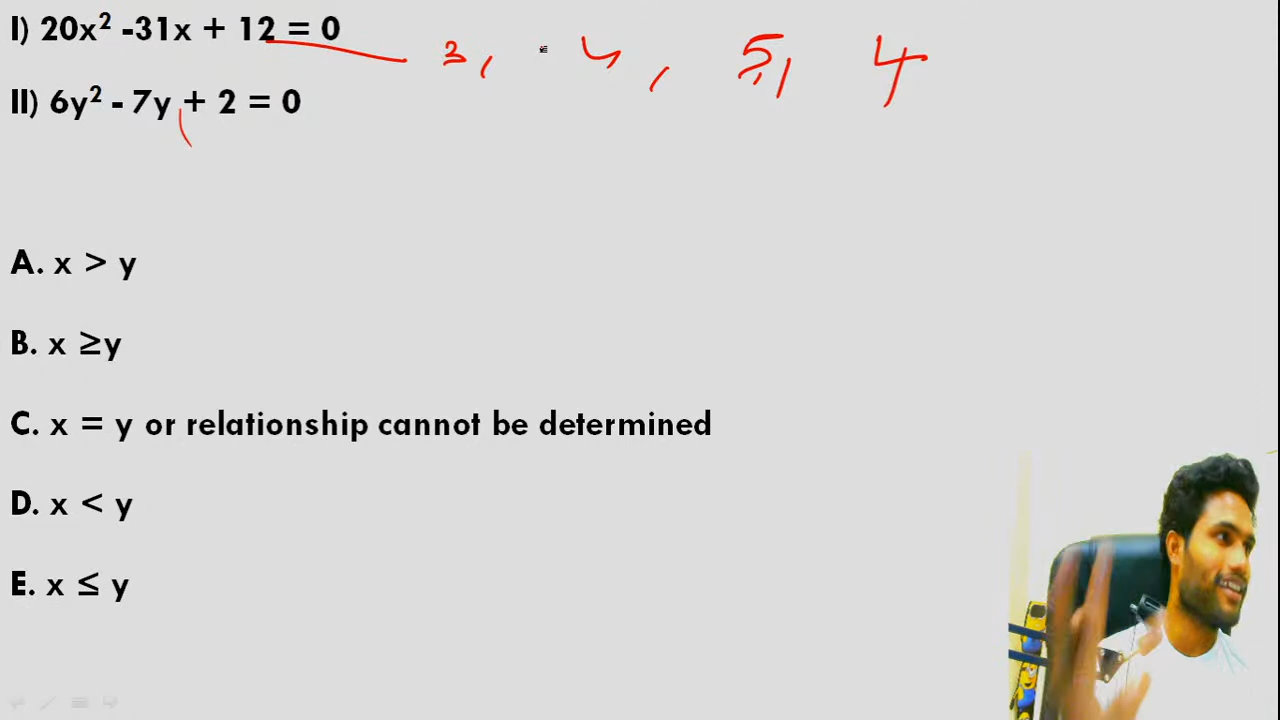 I) 20x² -31x + 12 = 0
3, 4, 5, 4
II) 6y² - 7y + 2 = 0
A. x > y
B. x ≥y
C. x = y or relationship cannot be determined
D. x < y
E. x ≤ y